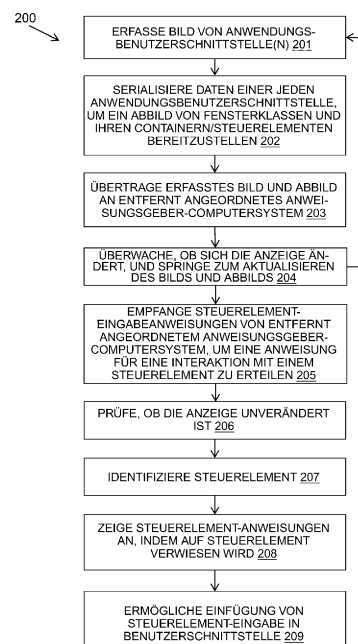 200
ERFASSE BILD VON ANWENDUNGS-
BENUTZERSCHNITTSTELLE(N) 201
SERIALISIERE DATEN EINER JEDEN
ANWENDUNGSBENUTZERSCHNITTSTELLE,
UM EIN ABBILD VON FENSTERKLASSEN UND
IHREN CONTAINERN/STEUERELEMENTEN
BEREITZUSTELLEN 202
ÜBERTRAGE ERFASSTES BILD UND ABBILD
AN ENTFERNT ANGEORDNETES ANWEI-
SUNGSGEBER-COMPUTERSYSTEM 203
ÜBERWACHE, OB SICH DIE ANZEIGE ÄN-
DERT, UND SPRINGE ZUM AKTUALISIEREN
DES BILDS UND ABBILDS 204
EMPFANGE STEUERELEMENT-
EINGABEANWEISUNGEN VON ENTFERNT
ANGEORDNETEM ANWEISUNGSGEBER-
COMPUTERSYSTEM, UM EINE ANWEISUNG
FÜR EINE INTERAKTION MIT EINEM
STEUERELEMENT ZU ERTEILEN 205
PRÜFE, OB DIE ANZEIGE UNVERÄNDERT
IST 206
IDENTIFIZIERE STEUERELEMENT 207
ZEIGE STEUERELEMENT-ANWEISUNGEN
AN, INDEM AUF STEUERELEMENT
VERWIESEN WIRD 208
ERMÖGLICHE EINFÜGUNG VON
STEUERELEMENT-EINGABE IN
BENUTZERSCHNITTSTELLE 209